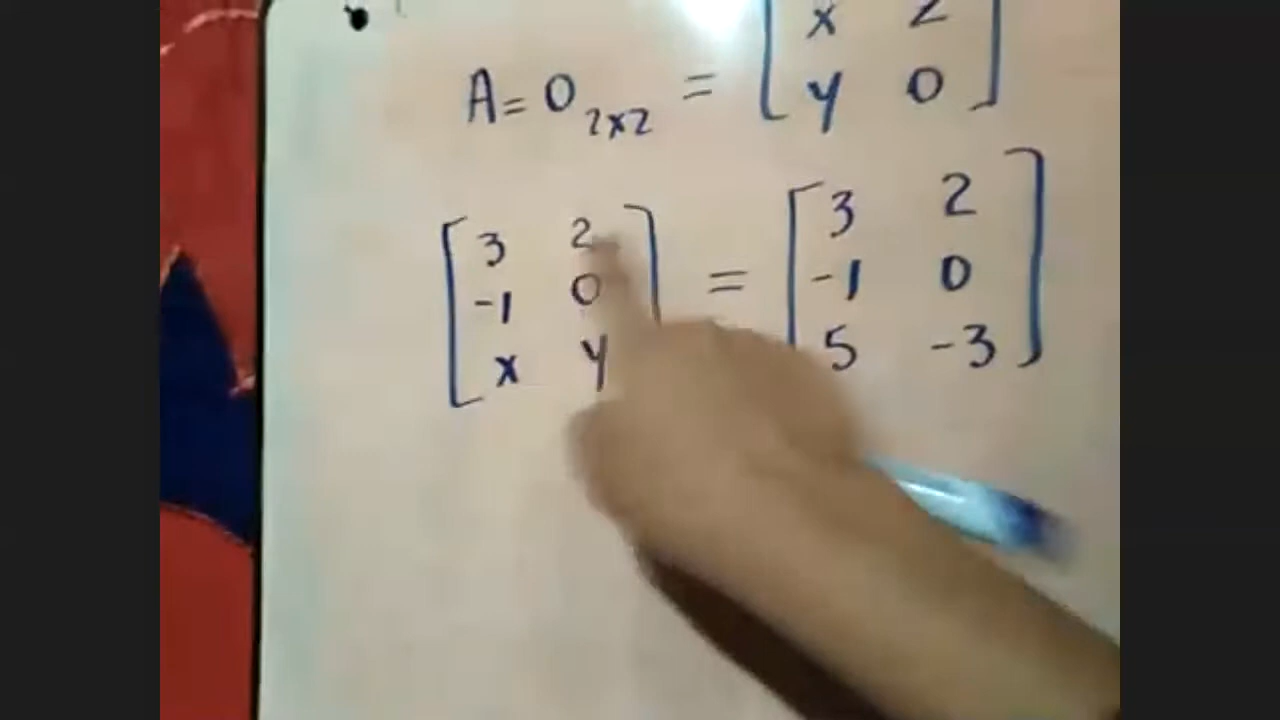 x 2
A = 0 2x2 = y 0
3 2 3 2
-1 0 = -1 0
x y 5 -3